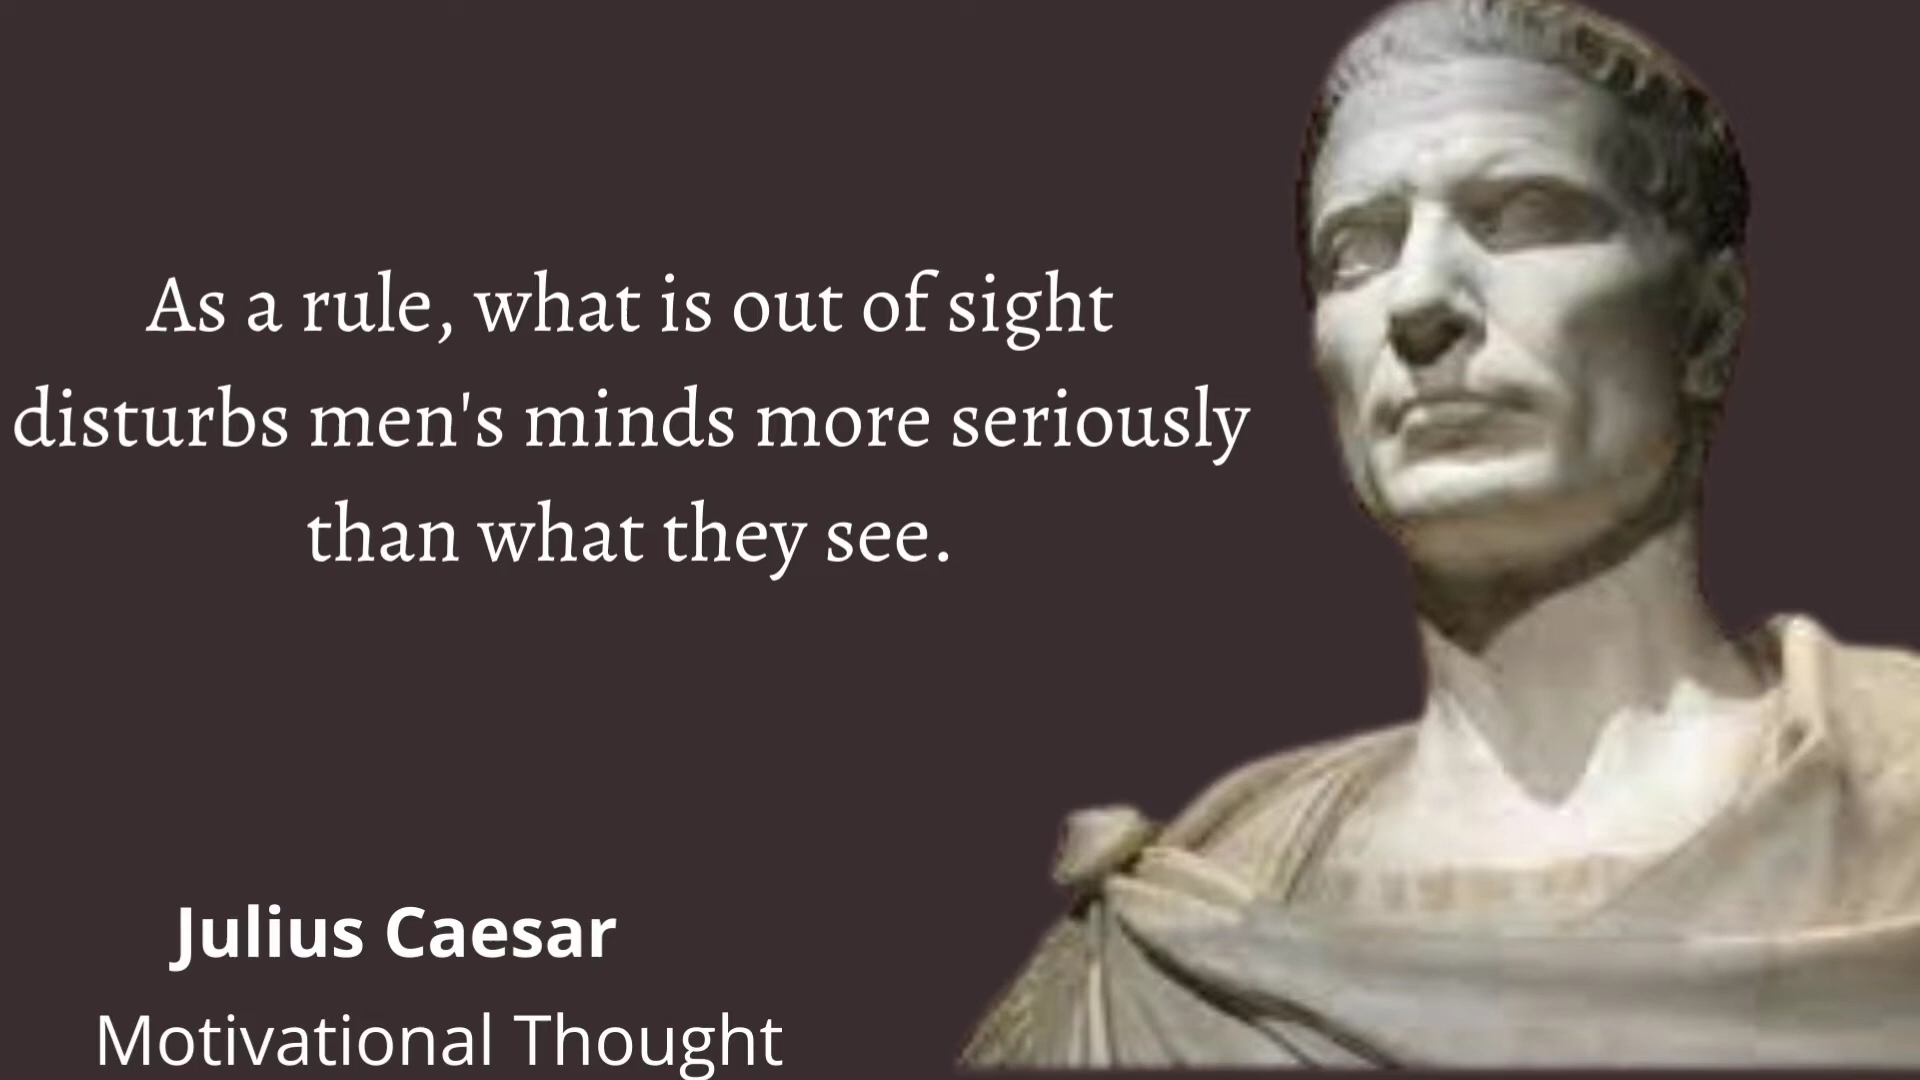 As a rule, what is out of sight
disturbs men's minds more seriously
than what they see.
Julius Caesar
Motivational Thought